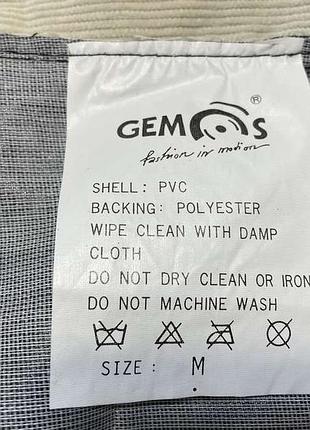 GEMOS®
fashion in motion
SHELL: PVC
BACKING: POLYESTER
WIPE CLEAN WITH DAMP
CLOTH
DO NOT DRY CLEAN OR IRON
DO NOT MACHINE WASH
SIZE: M